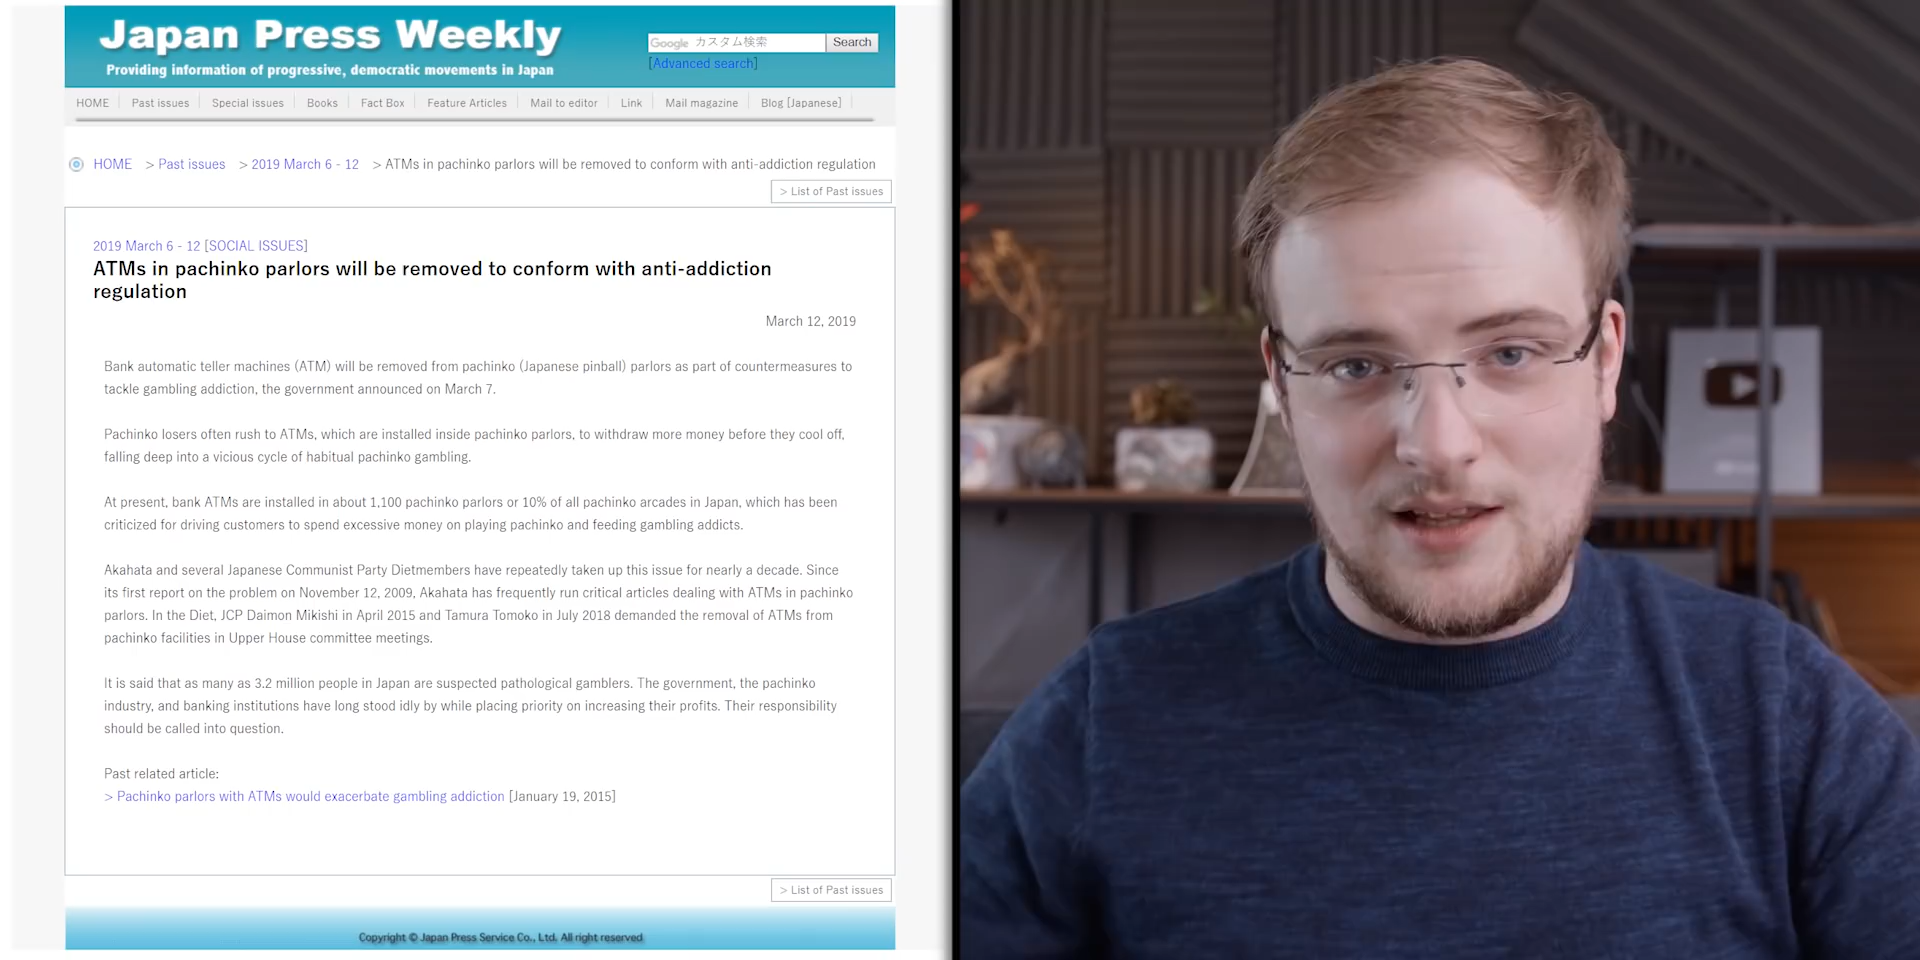 Japan Press Weekly
Providing information of progressive, democratic movements in Japan
Google カスタム検索 Search
[Advanced search]
HOME Past issues Special issues Books Fact Box Feature Articles Mail to editor Link Mail magazine Blog [Japanese]
HOME > Past issues > 2019 March 6 - 12 > ATMs in pachinko parlors will be removed to conform with anti-addiction regulation
> List of Past issues
2019 March 6 - 12 [SOCIAL ISSUES]
ATMs in pachinko parlors will be removed to conform with anti-addiction
regulation
March 12, 2019
Bank automatic teller machines (ATM) will be removed from pachinko (Japanese pinball) parlors as part of countermeasures to
tackle gambling addiction, the government announced on March 7.
Pachinko losers often rush to ATMs, which are installed inside pachinko parlors, to withdraw more money before they cool off,
falling deep into a vicious cycle of habitual pachinko gambling.
At present, bank ATMs are installed in about 1,100 pachinko parlors or 10% of all pachinko arcades in Japan, which has been
criticized for driving customers to spend excessive money on playing pachinko and feeding gambling addicts.
Akahata and several Japanese Communist Party Dietmembers have repeatedly taken up this issue for nearly a decade. Since
its first report on the problem on November 12, 2009, Akahata has frequently run critical articles dealing with ATMs in pachinko
parlors. In the Diet, JCP Daimon Mikishi in April 2015 and Tamura Tomoko in July 2018 demanded the removal of ATMs from
pachinko facilities in Upper House committee meetings.
It is said that as many as 3.2 million people in Japan are suspected pathological gamblers. The government, the pachinko
industry, and banking institutions have long stood idly by while placing priority on increasing their profits. Their responsibility
should be called into question.
Past related article:
> Pachinko parlors with ATMs would exacerbate gambling addiction [January 19, 2015]
> List of Past issues
Copyright © Japan Press Service Co., Ltd. All right reserved